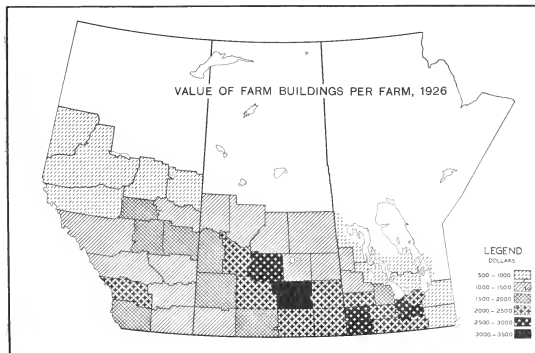 VALUE OF FARM BUILDINGS PER FARM, 1926
LEGEND
DOLLARS
500 - 1000
1000 - 1500
1500 - 2000
2000 - 2500
2500 - 3000
3000 - 3500